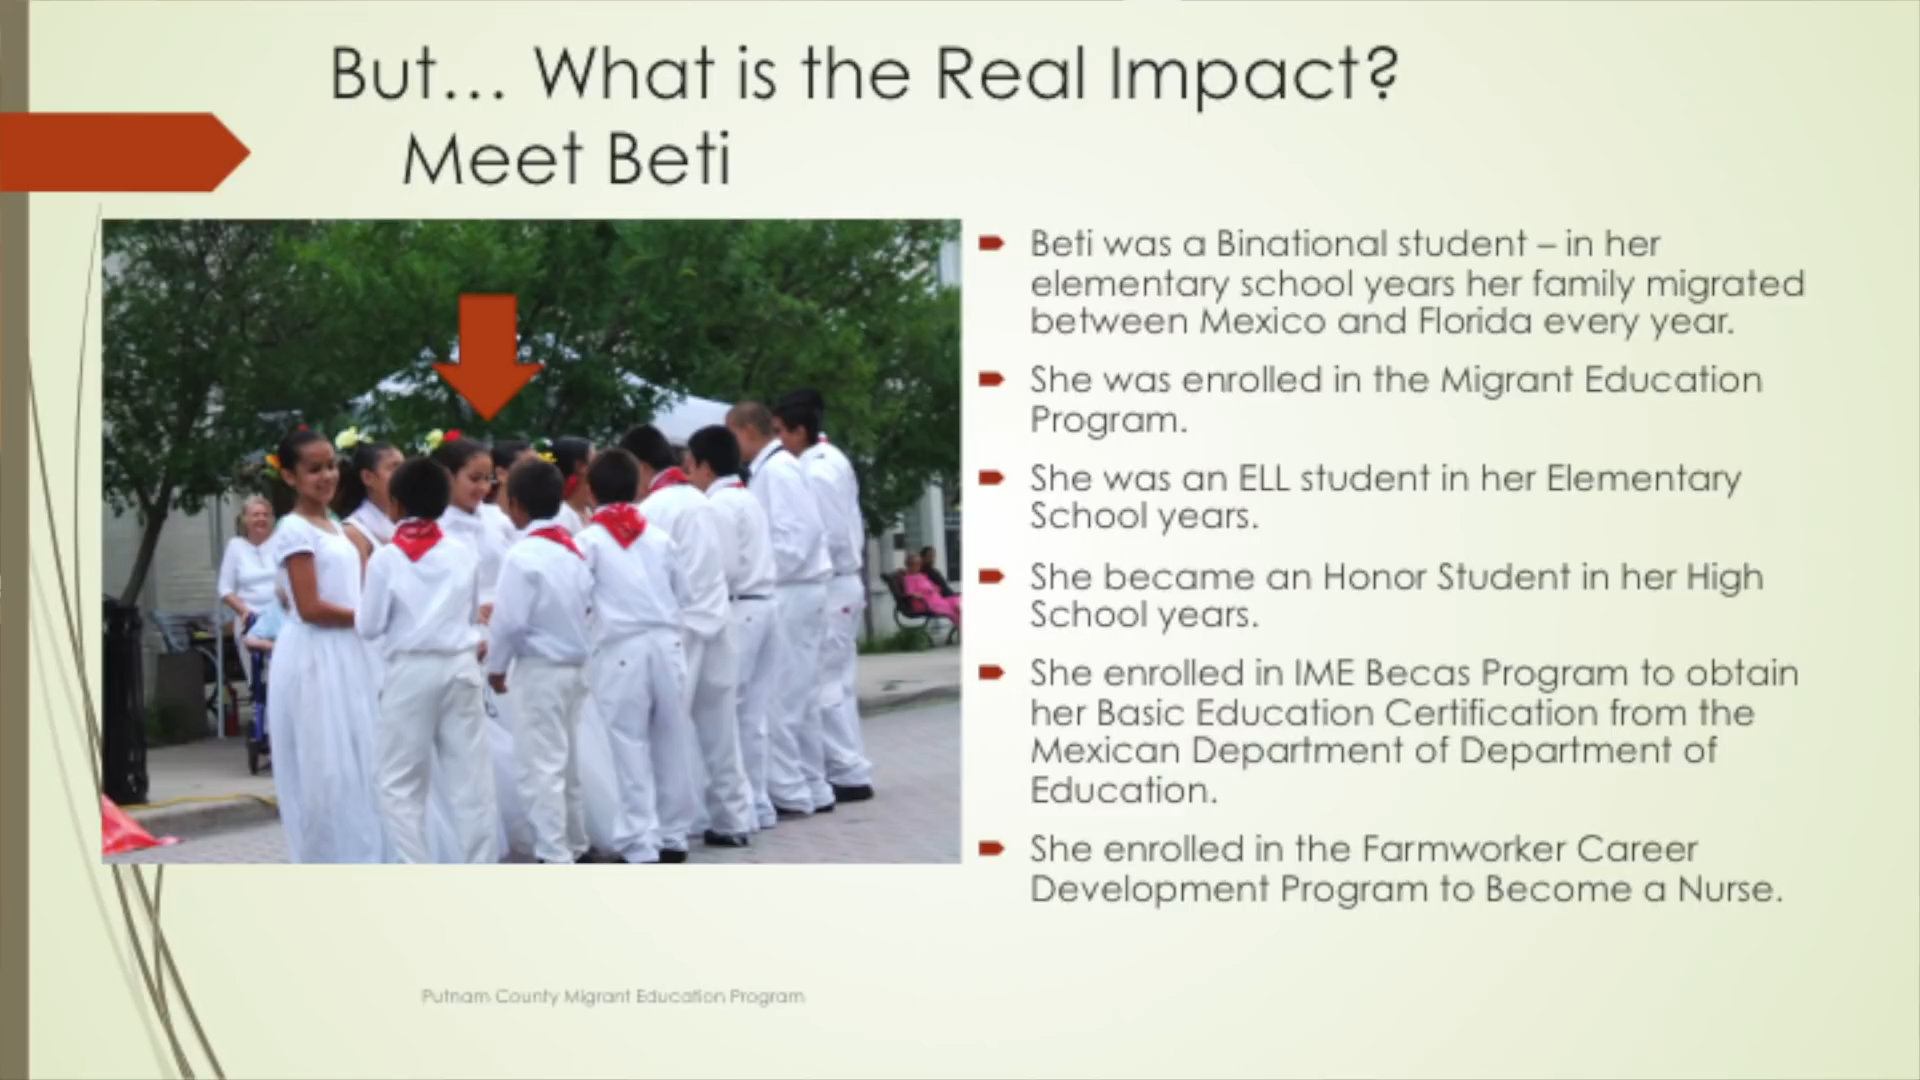 But... What is the Real Impact?
Meet Beti
Beti was a Binational student – in her
elementary school years her family migrated
between Mexico and Florida every year.
She was enrolled in the Migrant Education
Program.
She was an ELL student in her Elementary
School years.
She became an Honor Student in her High
School years.
She enrolled in IME Becas Program to obtain
her Basic Education Certification from the
Mexican Department of Department of
Education.
She enrolled in the Farmworker Career
Development Program to Become a Nurse.
Putnam County Migrant Education Program